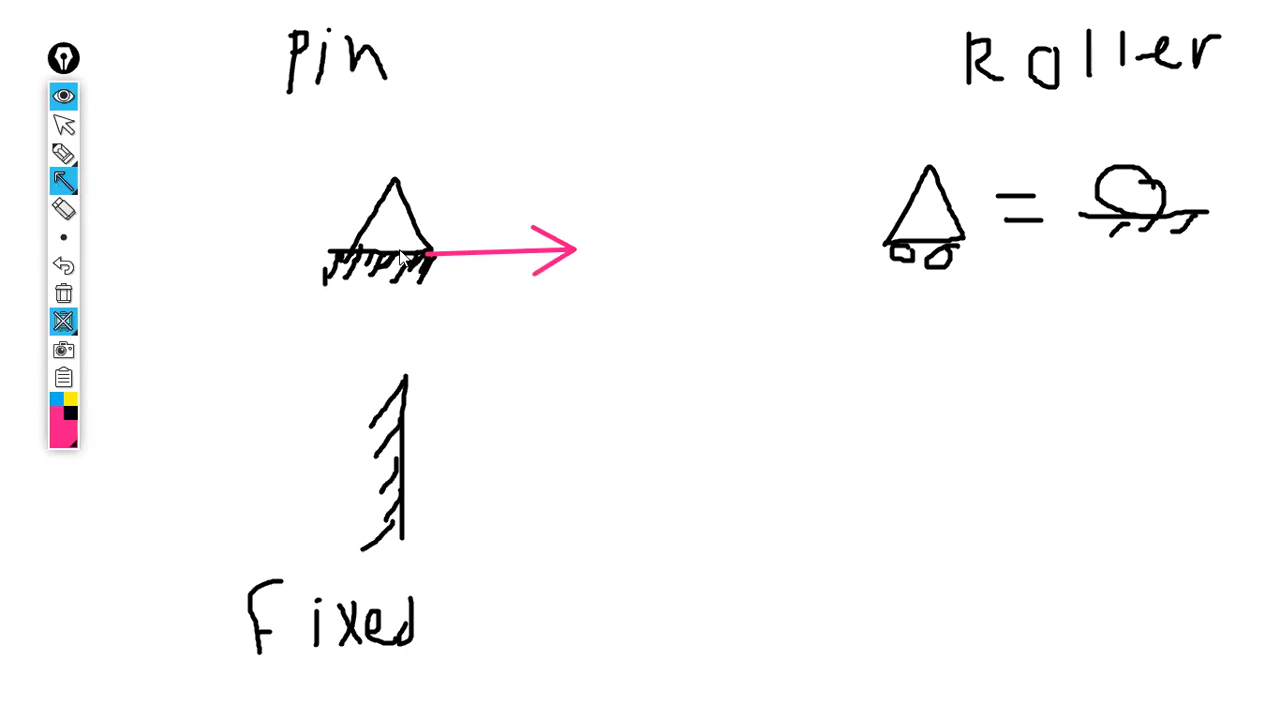 Pin
Roller
=
Fixed